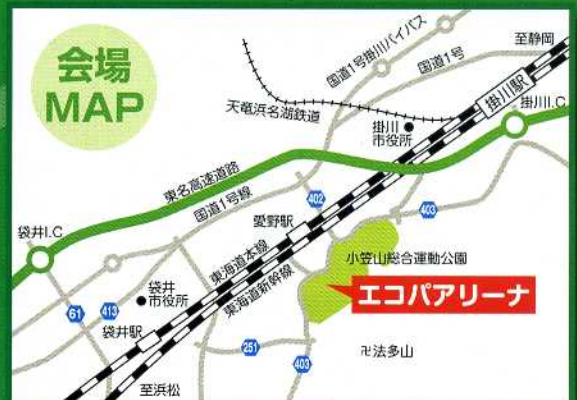 会場
MAP
国道1号掛川バイパス
至静岡
国道1号
天竜浜名湖鉄道
掛川駅
掛川I.C
掛川
市役所
東名高速道路
国道1号線
402
403
愛野駅
袋井I.C
小笠山総合運動公園
東海道本線
東海道新幹線
エコパアリーナ
袋井
市役所
61
413
袋井駅
251
403
卍法多山
至浜松